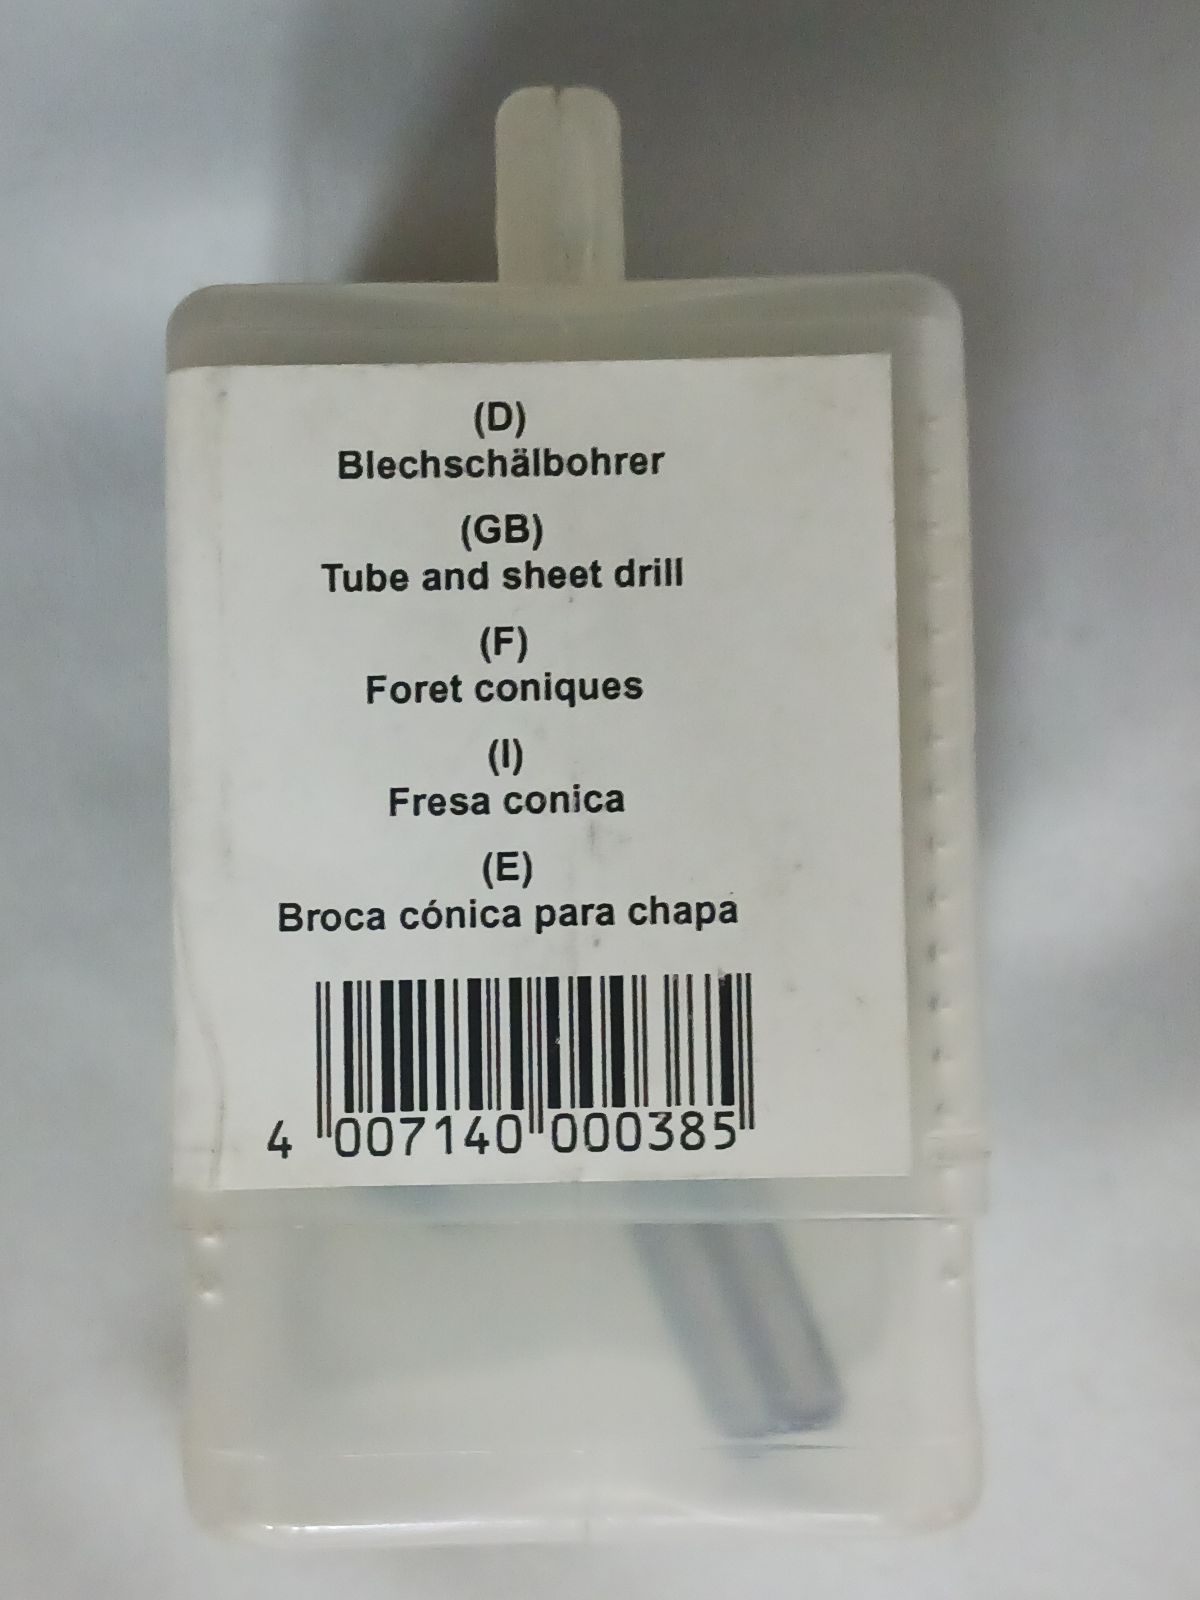 (D)
Blechschälbohrer
(GB)
Tube and sheet drill
(F)
Foret coniques
(I)
Fresa conica
(E)
Broca cónica para chapa
4 007140 000385